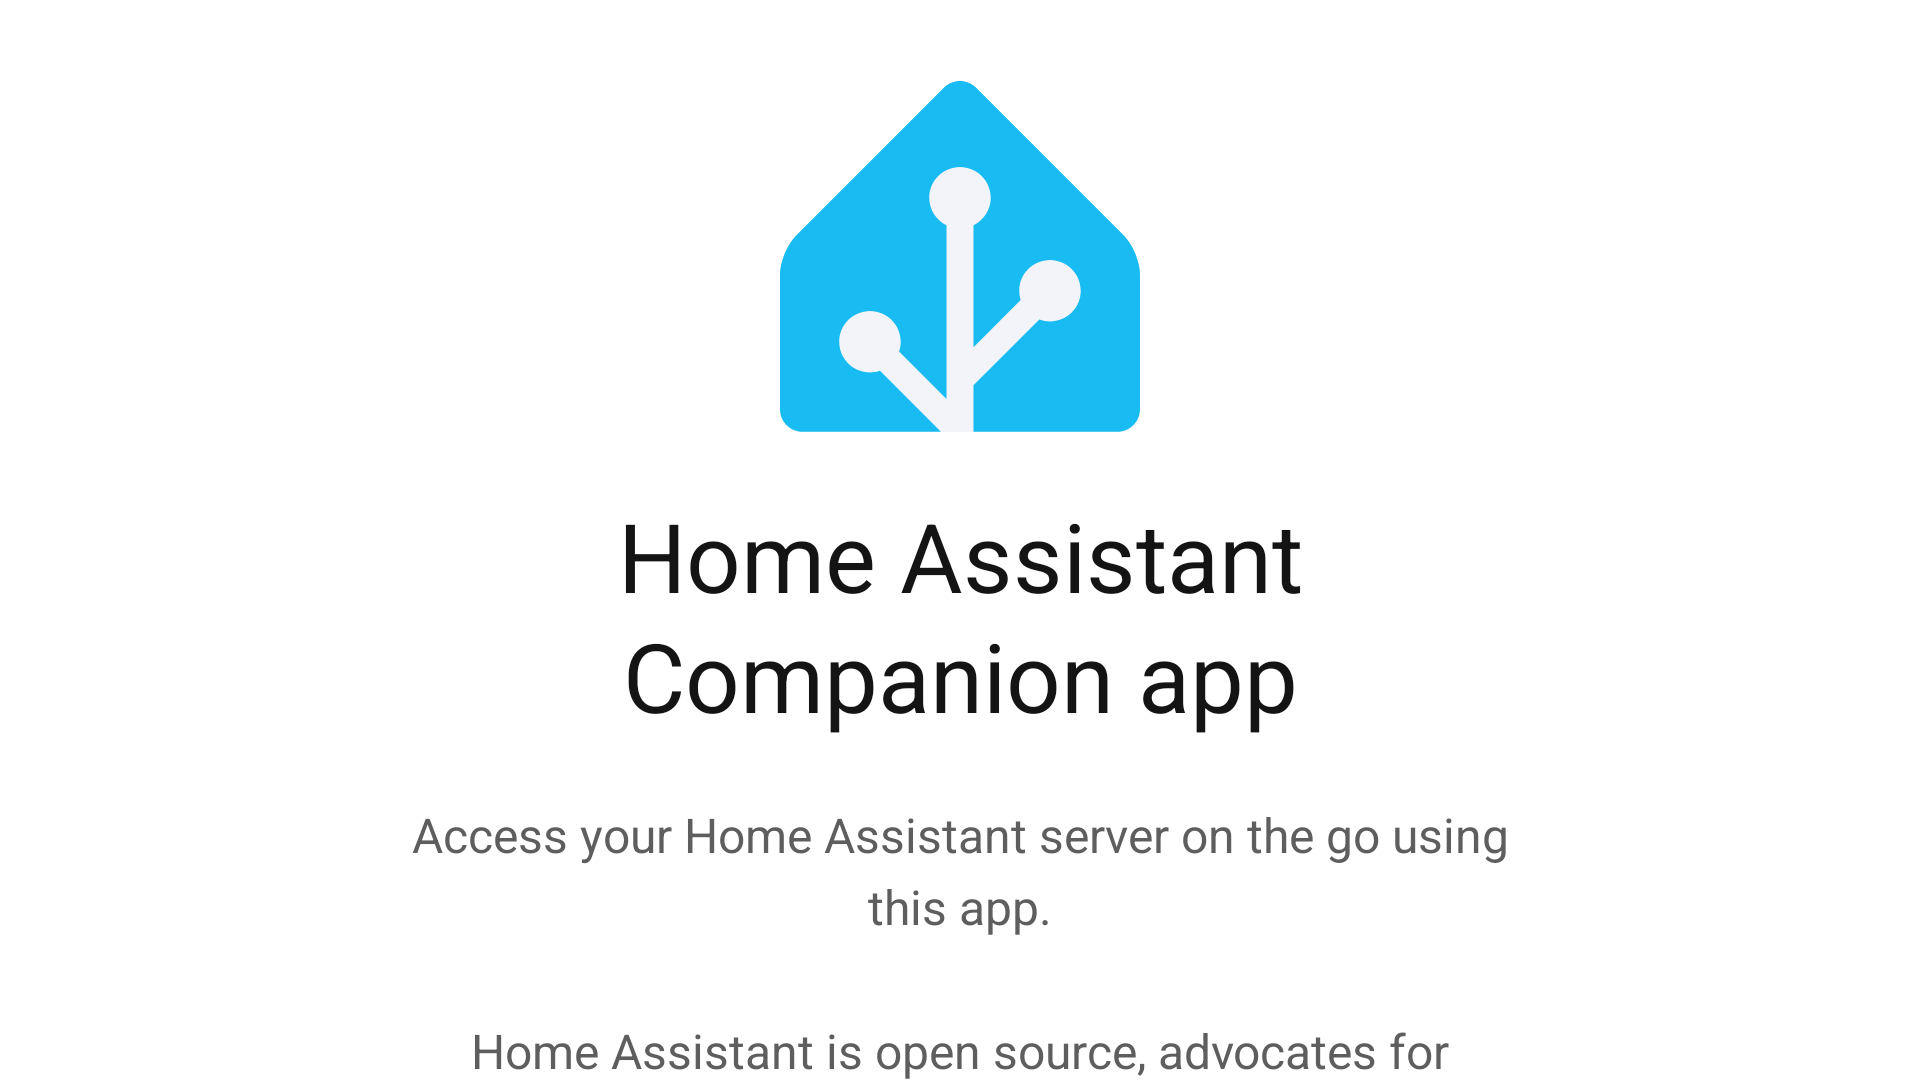 Home Assistant
Companion app
Access your Home Assistant server on the go using
this app.
Home Assistant is open source, advocates for